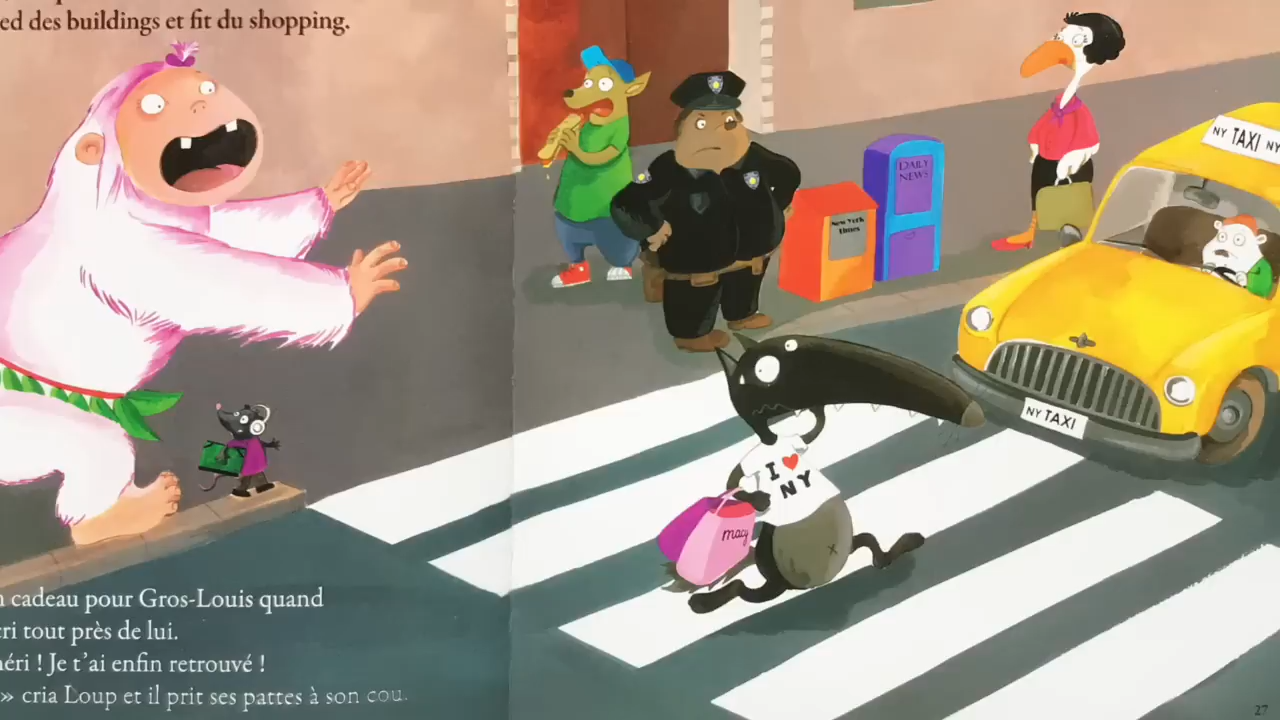 ed des buildings et fit du shopping.
DAILY
NEWS
New York
Times
NY TAXI NY
NY TAXI
I ♥
NY
macy
cadeau pour Gros-Louis quand
cri tout près de lui.
éri ! Je t'ai enfin retrouvé !
» cria Loup et il prit ses pattes à son cou.
27